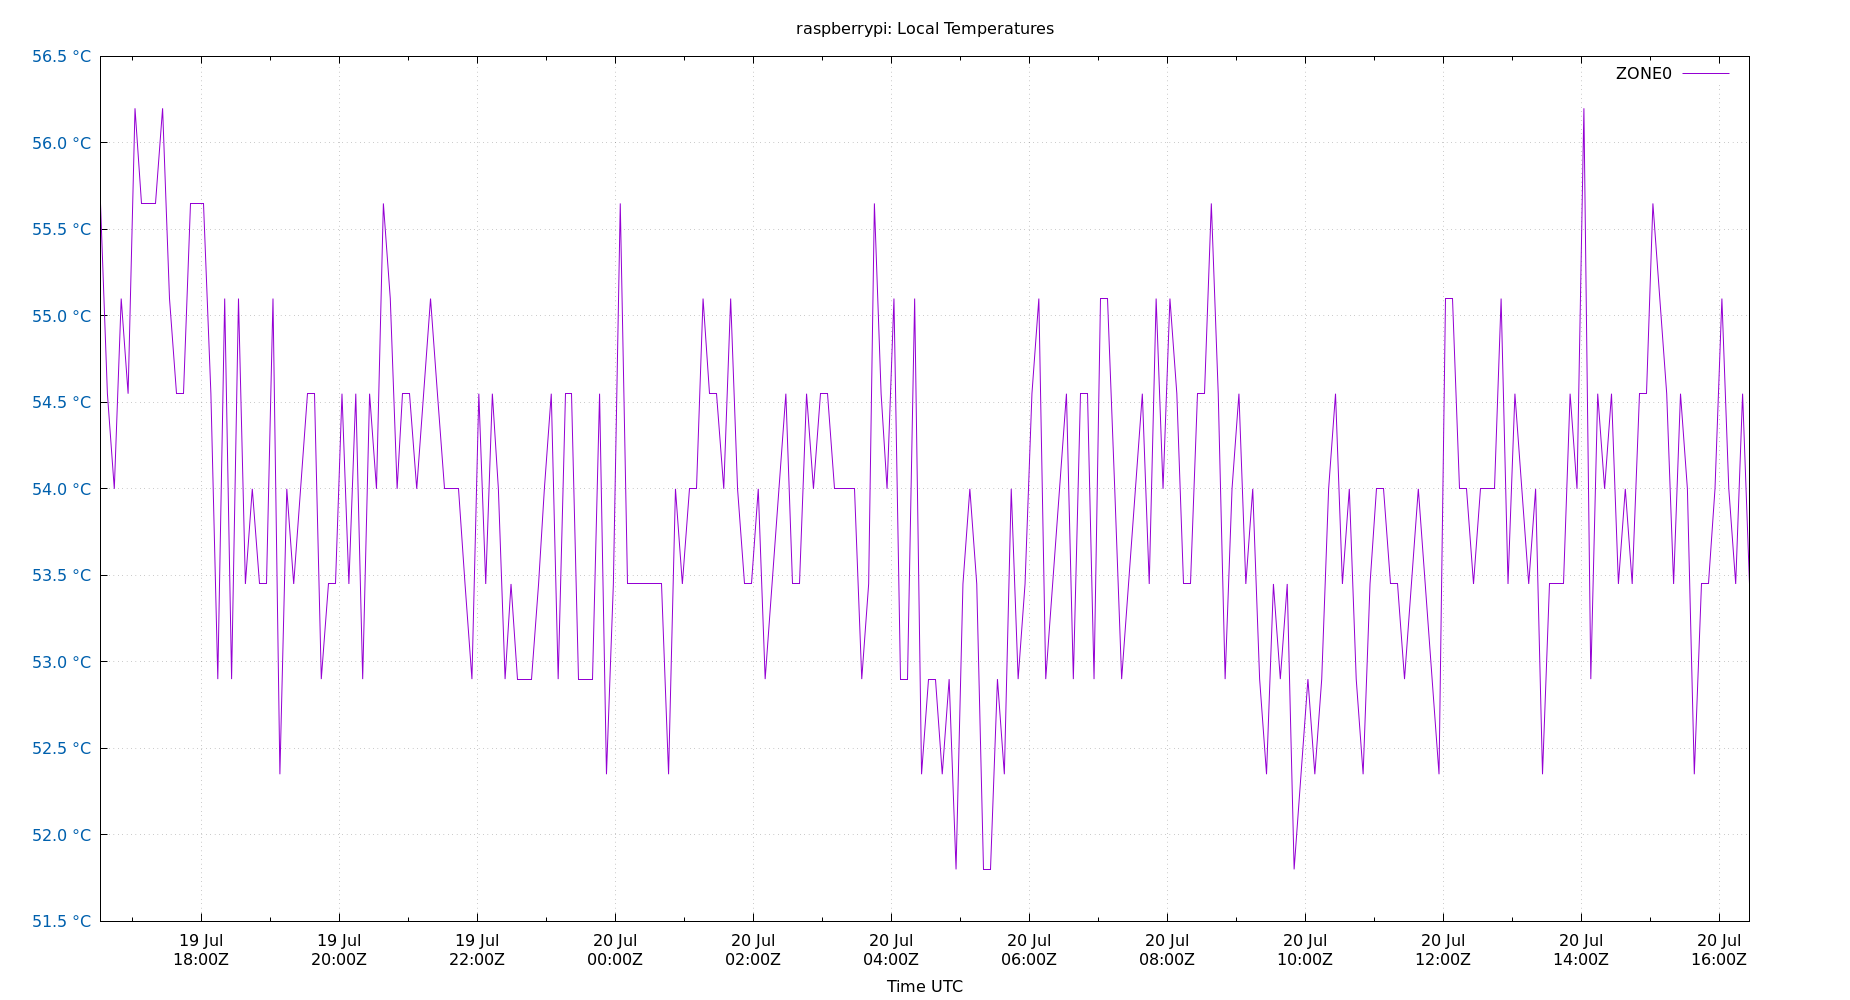 raspberrypi: Local Temperatures
56.5 °C
ZONE0
56.0 °C
55.5 °C
55.0 °C
54.5 °C
54.0 °C
53.5 °C
53.0 °C
52.5 °C
52.0 °C
51.5 °C
19 Jul 19 Jul 19 Jul 20 Jul 20 Jul 20 Jul 20 Jul 20 Jul 20 Jul 20 Jul 20 Jul 20 Jul
18:00Z 20:00Z 22:00Z 00:00Z 02:00Z 04:00Z 06:00Z 08:00Z 10:00Z 12:00Z 14:00Z 16:00Z
Time UTC